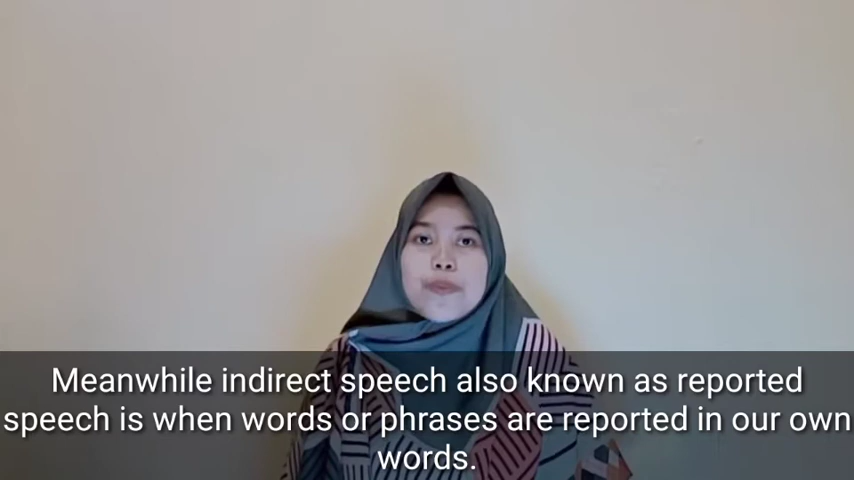 Meanwhile indirect speech also known as reported
speech is when words or phrases are reported in our own
words.